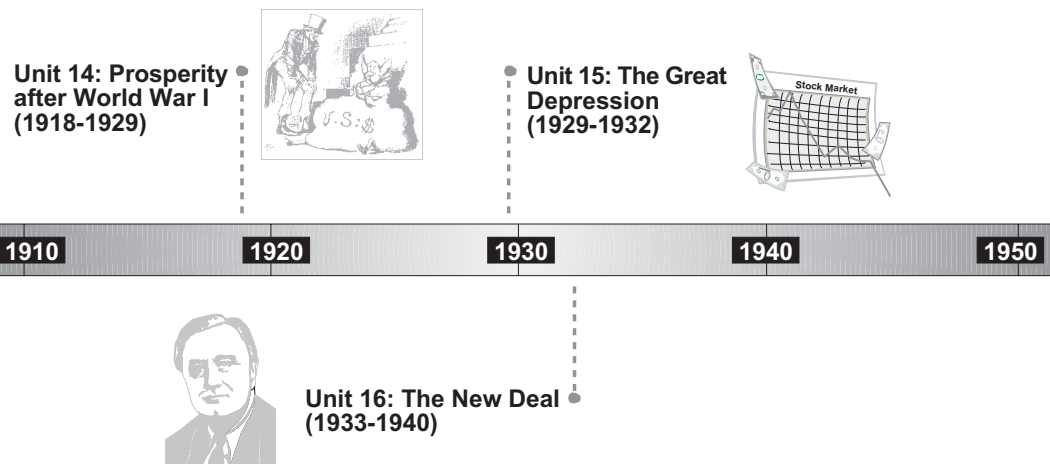 Unit 14: Prosperity
after World War I
(1918-1929)
U.S:$
Unit 15: The Great
Depression
(1929-1932)
Stock Market
1910
1920
1930
1940
1950
Unit 16: The New Deal
(1933-1940)